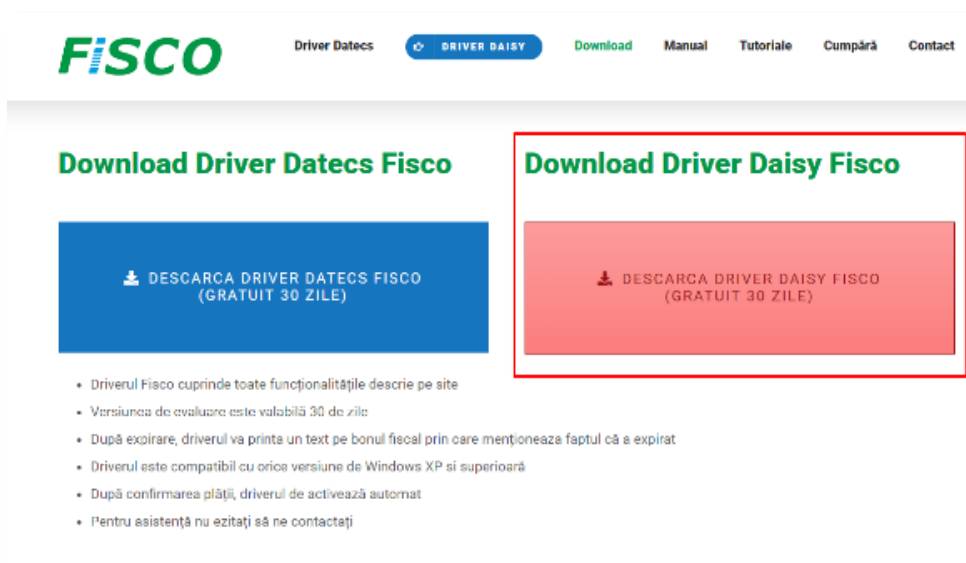 FiSCO
Driver Datecs
DRIVER DAISY
Download
Manual
Tutoriale
Cumpără
Contact
Download Driver Datecs Fisco
DESCARCA DRIVER DATECS FISCO
(GRATUIT 30 ZILE)
Download Driver Daisy Fisco
DESCARCA DRIVER DAISY FISCO
(GRATUIT 30 ZILE)
• Driverul Fisco cuprinde toate funcționalitățile descrie pe site
• Versiunea de evaluare este valabilă 30 de zile
• După expirare, driverul va printa un text pe bonul fiscal prin care menționeaza faptul că a expirat
• Driverul este compatibil cu orice versiune de Windows XP si superioară
• După confirmarea plății, driverul de activează automat
• Pentru asistență nu ezitați să ne contactați